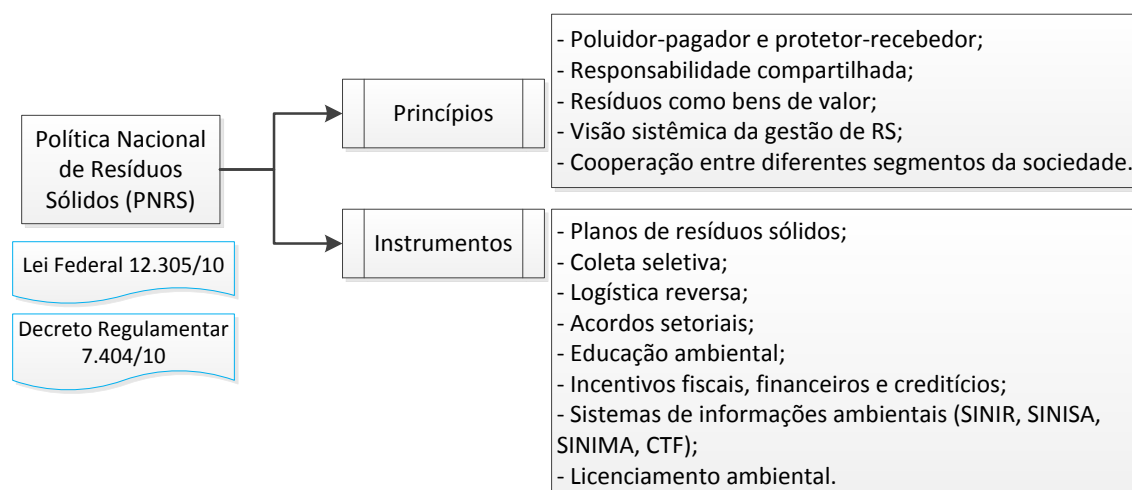 Política Nacional
de Resíduos
Sólidos (PNRS)
Lei Federal 12.305/10
Decreto Regulamentar
7.404/10
Princípios
- Poluidor-pagador e protetor-recebedor;
- Responsabilidade compartilhada;
- Resíduos como bens de valor;
- Visão sistêmica da gestão de RS;
- Cooperação entre diferentes segmentos da sociedade.
Instrumentos
- Planos de resíduos sólidos;
- Coleta seletiva;
- Logística reversa;
- Acordos setoriais;
- Educação ambiental;
- Incentivos fiscais, financeiros e creditícios;
- Sistemas de informações ambientais (SINIR, SINISA,
SINIMA, CTF);
- Licenciamento ambiental.